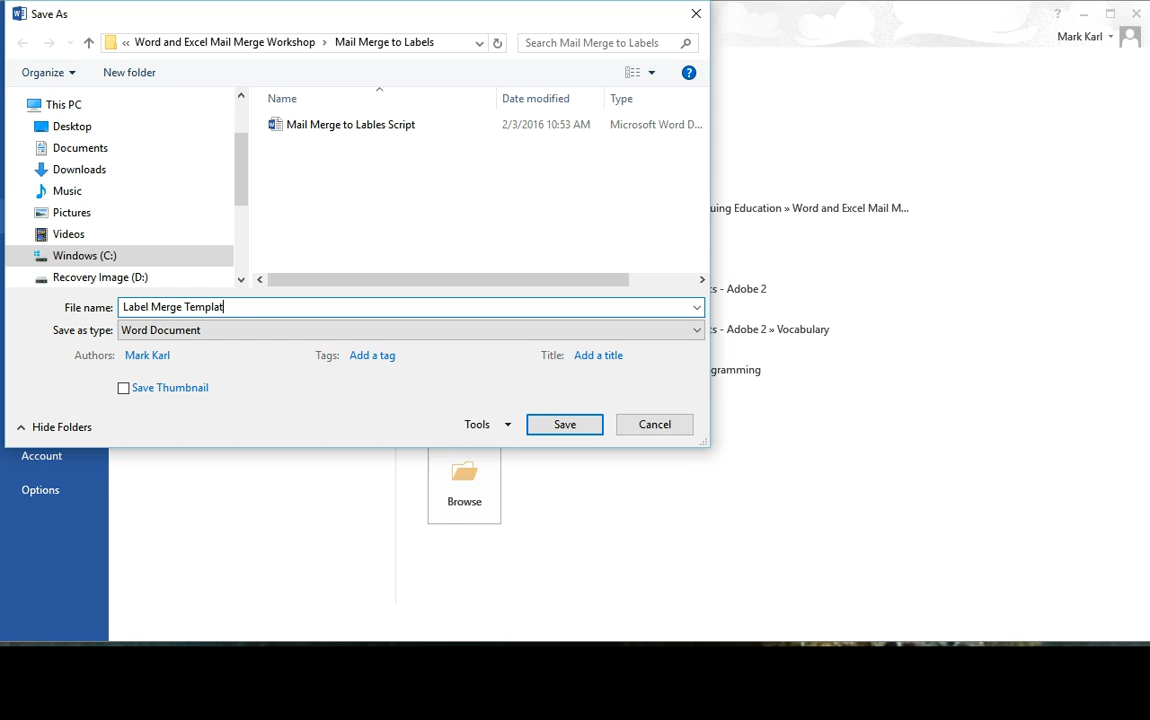 Save As
?
Mark Karl
« Word and Excel Mail Merge Workshop › Mail Merge to Labels
Search Mail Merge to Labels
Organize
New folder
?
This PC
Desktop
Documents
Downloads
Music
Pictures
Videos
Windows (C:)
Recovery Image (D:)
Name
Date modified
Type
Mail Merge to Lables Script
2/3/2016 10:53 AM
Microsoft Word D...
uing Education » Word and Excel Mail M...
s - Adobe 2
s - Adobe 2 » Vocabulary
gramming
File name: Label Merge Templat
Save as type: Word Document
Authors: Mark Karl
Tags: Add a tag
Title: Add a title
Save Thumbnail
Hide Folders
Tools
Save
Cancel
Account
Options
Browse